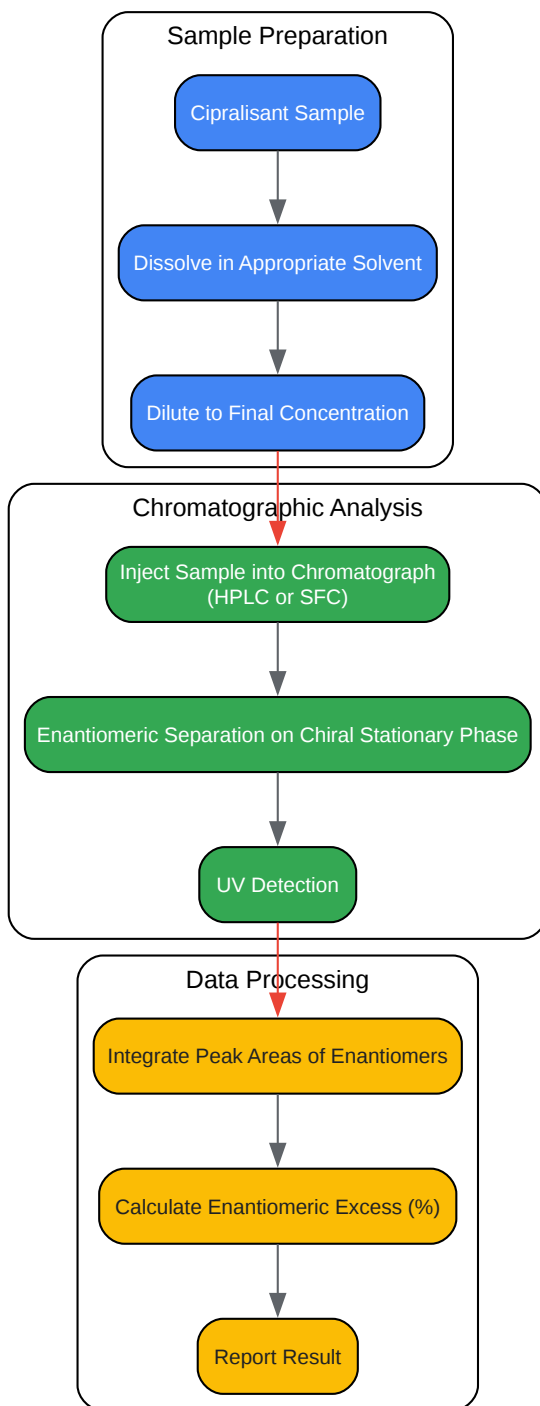 Sample Preparation
Cipralisant Sample
Dissolve in Appropriate Solvent
Dilute to Final Concentration
Chromatographic Analysis
Inject Sample into Chromatograph
(HPLC or SFC)
Enantiomeric Separation on Chiral Stationary Phase
UV Detection
Data Processing
Integrate Peak Areas of Enantiomers
Calculate Enantiomeric Excess (%)
Report Result